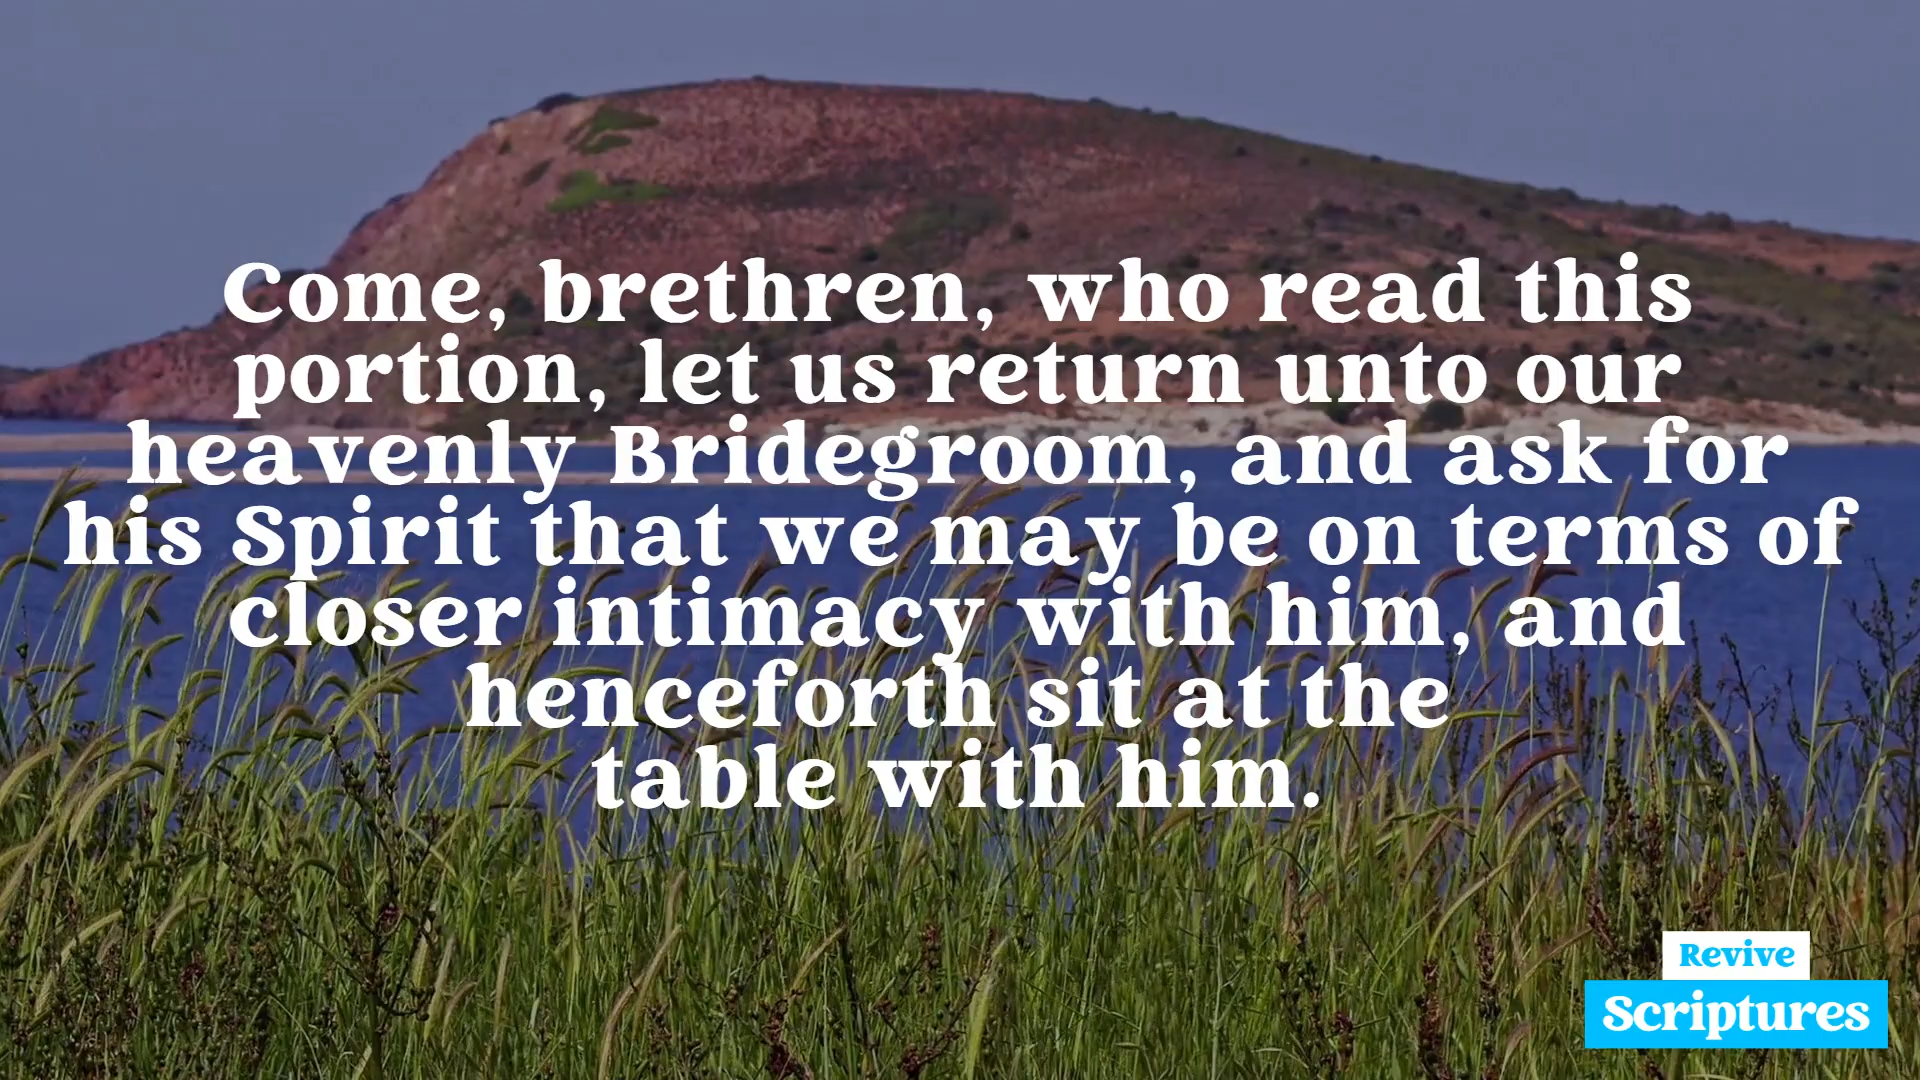 Come, brethren, who read this
portion, let us return unto our
heavenly Bridegroom, and ask for
his Spirit that we may be on terms of
closer intimacy with him, and
henceforth sit at the
table with him.
Revive
Scriptures